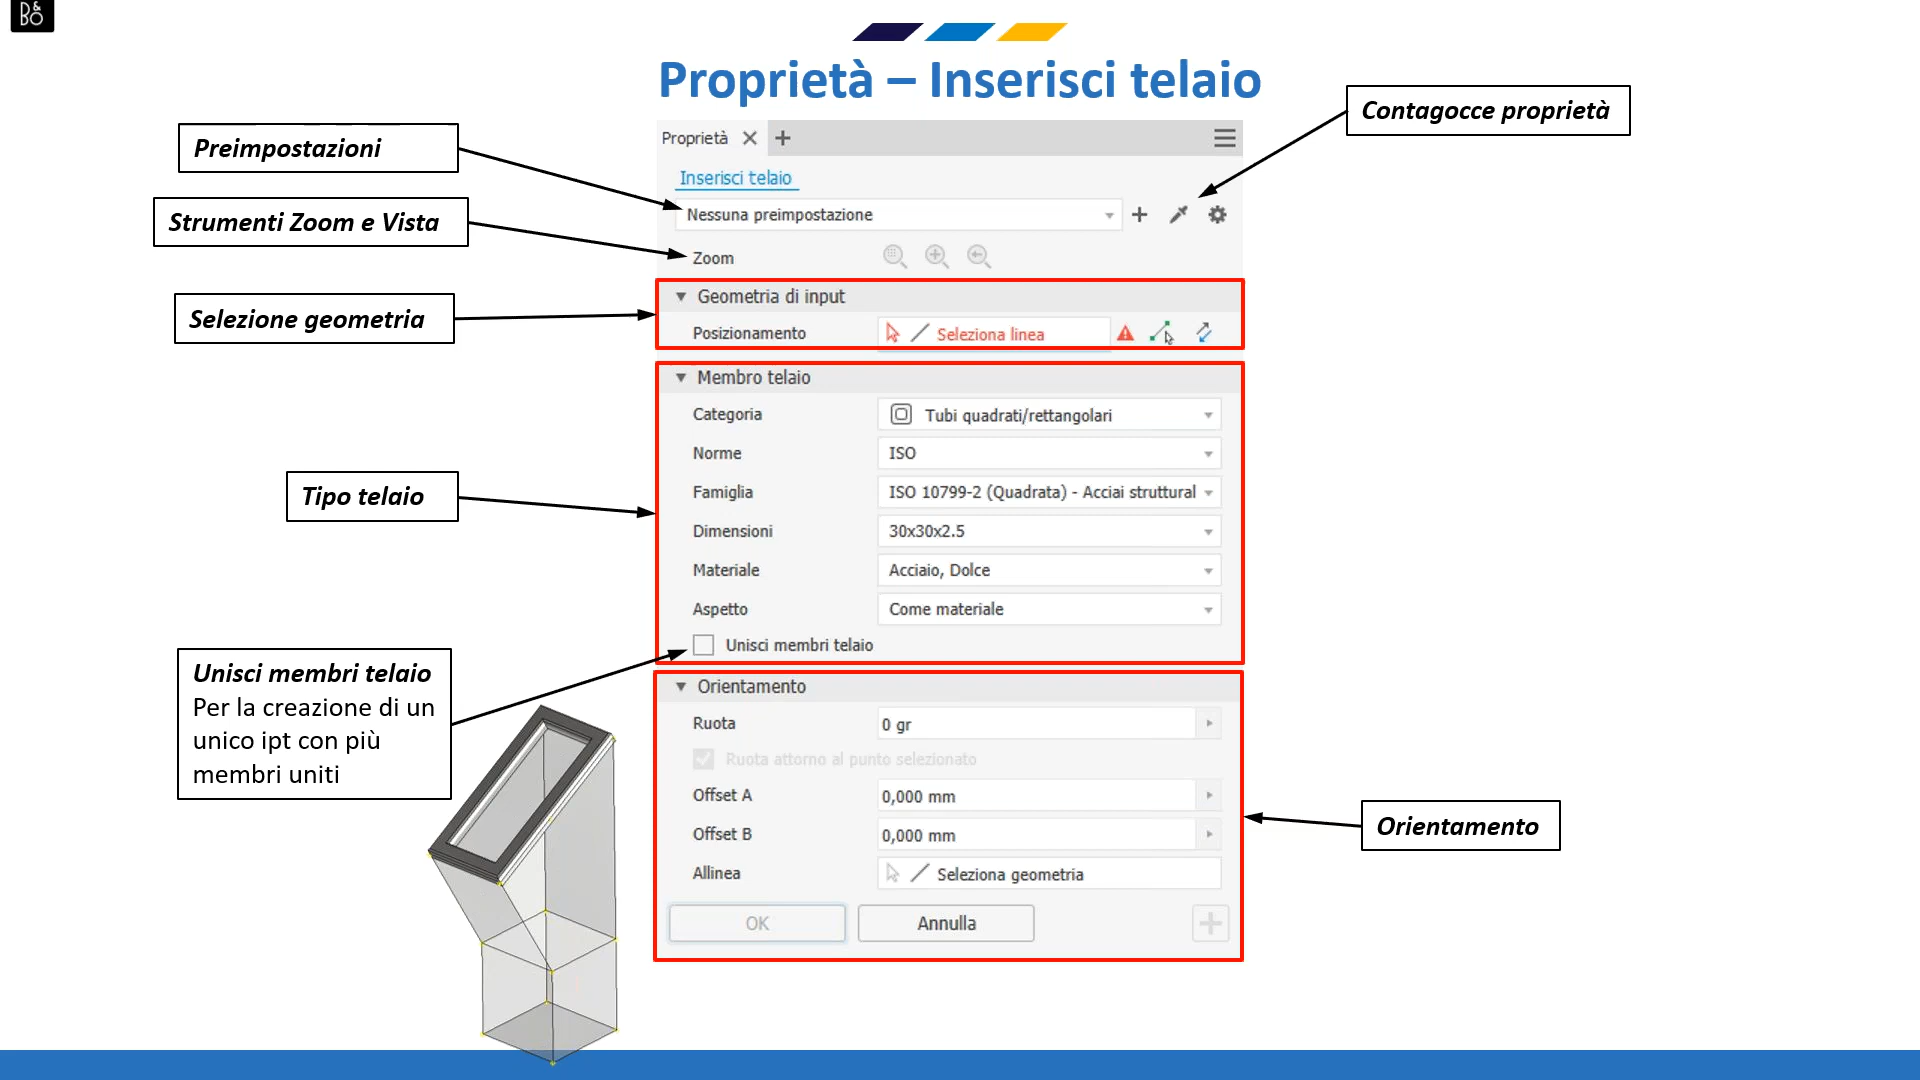 B&
BO
Proprietà – Inserisci telaio
Contagocce proprietà
Preimpostazioni
Strumenti Zoom e Vista
Selezione geometria
Tipo telaio
Unisci membri telaio
Per la creazione di un
unico ipt con più
membri uniti
Orientamento
Proprietà
Inserisci telaio
Nessuna preimpostazione
Zoom
Geometria di input
Posizionamento Seleziona linea
Membro telaio
Categoria Tubi quadrati/rettangolari
Norme ISO
Famiglia ISO 10799-2 (Quadrata) - Acciai struttural
Dimensioni 30x30x2.5
Materiale Acciaio, Dolce
Aspetto Come materiale
Unisci membri telaio
Orientamento
Ruota 0 gr
Ruota attorno al punto selezionato
Offset A 0,000 mm
Offset B 0,000 mm
Allinea Seleziona geometria
OK Annulla